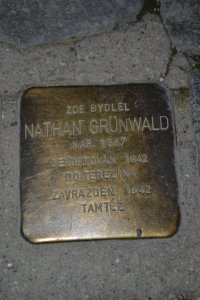 ZDE BYDLEL
NATHAN GRÜNWALD
NAR. 1867
DEPORTOVÁN 1942
DO TEREZÍNA
ZAVRAŽDĚN 1942
TAMTÉŽ